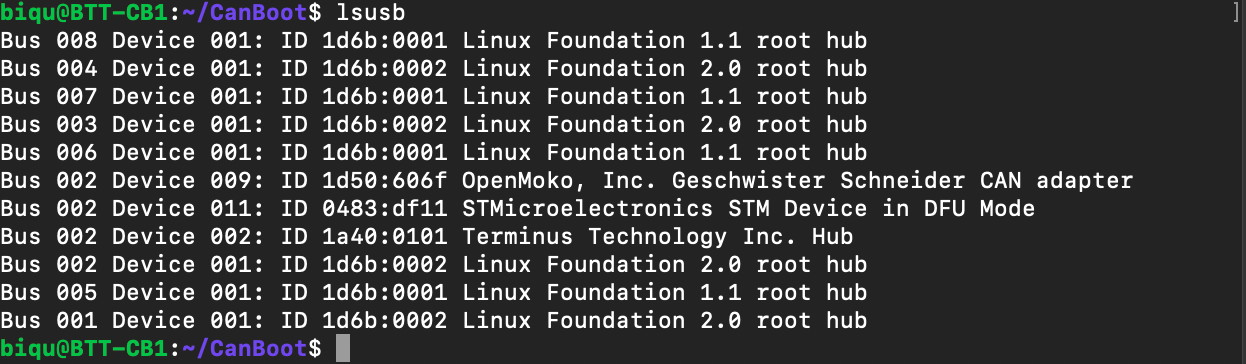 biqu@BTT-CB1:~/CanBoot$ lsusb ]
Bus 008 Device 001: ID 1d6b:0001 Linux Foundation 1.1 root hub
Bus 004 Device 001: ID 1d6b:0002 Linux Foundation 2.0 root hub
Bus 007 Device 001: ID 1d6b:0001 Linux Foundation 1.1 root hub
Bus 003 Device 001: ID 1d6b:0002 Linux Foundation 2.0 root hub
Bus 006 Device 001: ID 1d6b:0001 Linux Foundation 1.1 root hub
Bus 002 Device 009: ID 1d50:606f OpenMoko, Inc. Geschwister Schneider CAN adapter
Bus 002 Device 011: ID 0483:df11 STMicroelectronics STM Device in DFU Mode
Bus 002 Device 002: ID 1a40:0101 Terminus Technology Inc. Hub
Bus 002 Device 001: ID 1d6b:0002 Linux Foundation 2.0 root hub
Bus 005 Device 001: ID 1d6b:0001 Linux Foundation 1.1 root hub
Bus 001 Device 001: ID 1d6b:0002 Linux Foundation 2.0 root hub
biqu@BTT-CB1:~/CanBoot$